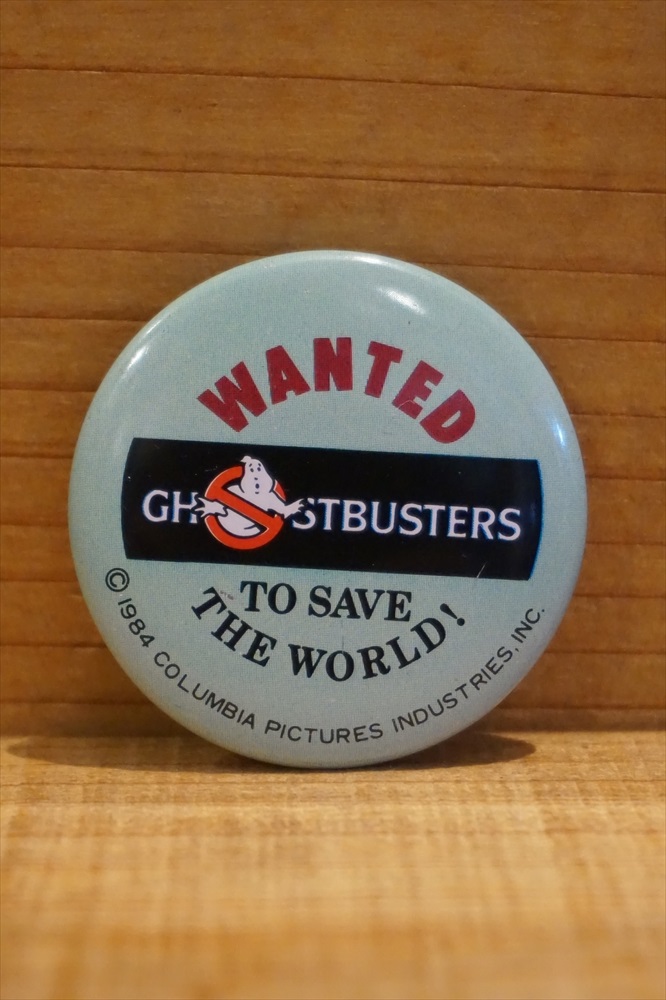 WANTED
GHOSTBUSTERS
TO SAVE
THE WORLD!
© 1984 COLUMBIA PICTURES INDUSTRIES, INC.